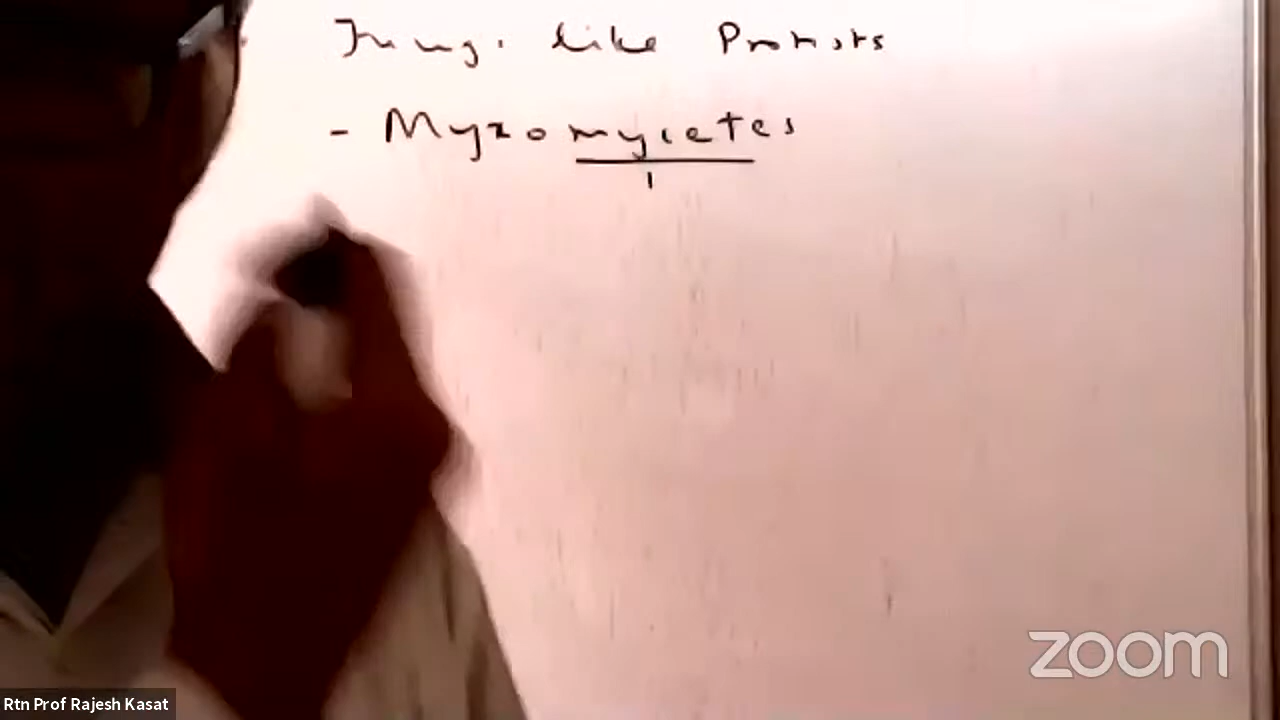 Fungi like Protists
- Myxomycetes
zoom
Rtn Prof Rajesh Kasat